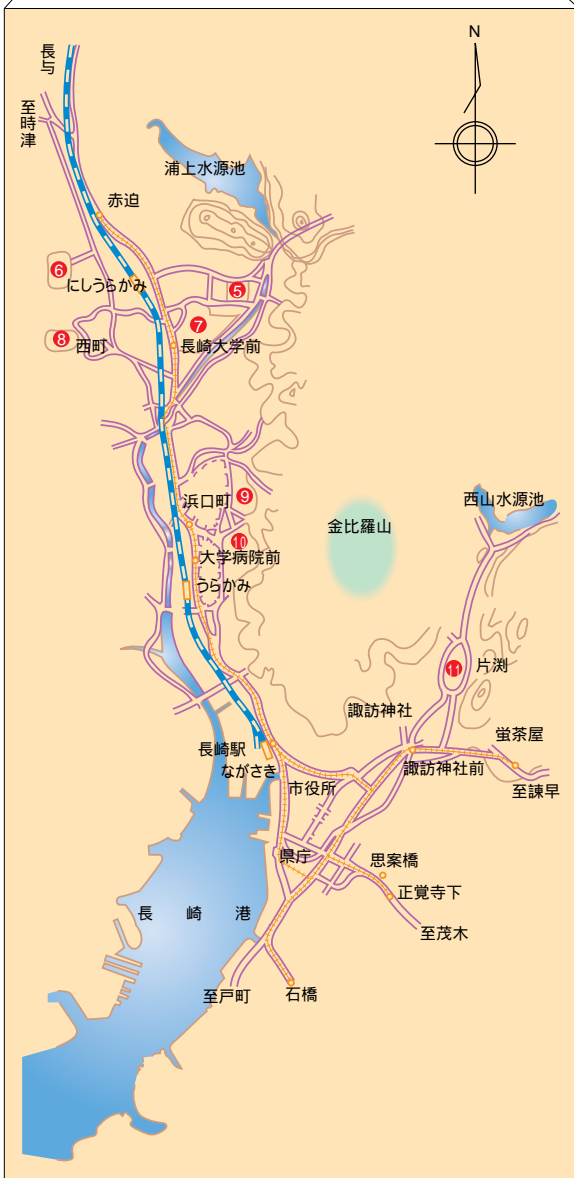 N
長与
至時津
浦上水源池
赤迫
6
にしうらかみ
5
7
8
西町
長崎大学前
浜口町
9
西山水源池
金比羅山
10
大学病院前
うらかみ
11
片渕
諏訪神社
蛍茶屋
長崎駅
ながさき
諏訪神社前
市役所
至諫早
県庁
思案橋
正覚寺下
長崎港
至茂木
至戸町
石橋